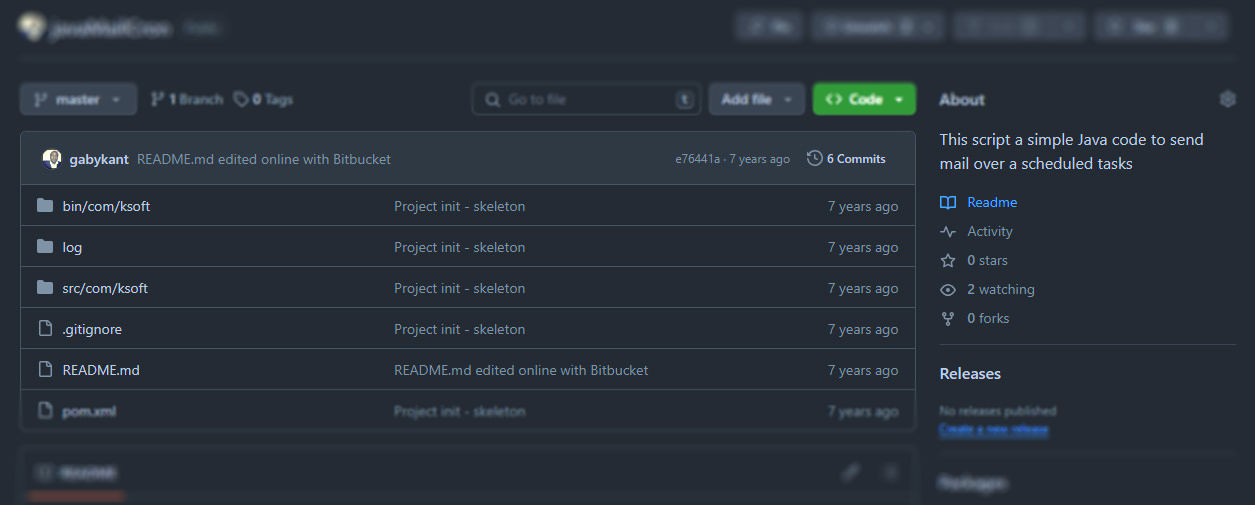 master
1 Branch
0 Tags
Go to file
t
Add file
Code
gabykant README.md edited online with Bitbucket
e76441a · 7 years ago
6 Commits
bin/com/ksoft Project init - skeleton 7 years ago
log Project init - skeleton 7 years ago
src/com/ksoft Project init - skeleton 7 years ago
.gitignore Project init - skeleton 7 years ago
README.md README.md edited online with Bitbucket 7 years ago
pom.xml Project init - skeleton 7 years ago
README
About
This script a simple Java code to send
mail over a scheduled tasks
Readme
Activity
0 stars
2 watching
0 forks
Releases
No releases published
Create a new release
Packages